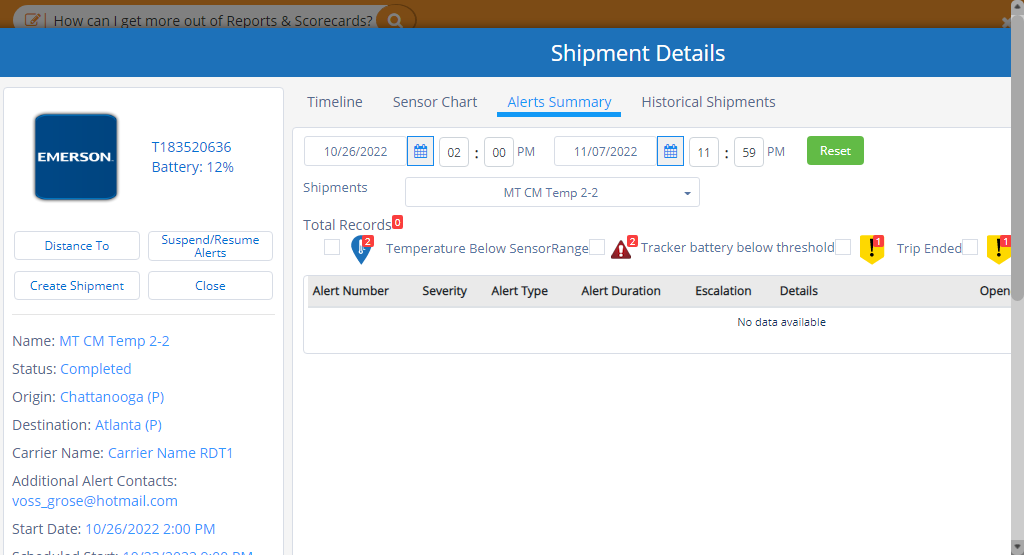 How can I get more out of Reports & Scorecards?
Shipment Details
EMERSON.
T183520636
Battery: 12%
Distance To
Suspend/Resume Alerts
Create Shipment
Close
Name: MT CM Temp 2-2
Status: Completed
Origin: Chattanooga (P)
Destination: Atlanta (P)
Carrier Name: Carrier Name RDT1
Additional Alert Contacts:
voss_grose@hotmail.com
Start Date: 10/26/2022 2:00 PM
Timeline Sensor Chart Alerts Summary Historical Shipments
10/26/2022 02 : 00 PM 11/07/2022 11 : 59 PM Reset
Shipments MT CM Temp 2-2
Total Records 0
2 Temperature Below SensorRange 2 Tracker battery below threshold 1 Trip Ended 1
Alert Number Severity Alert Type Alert Duration Escalation Details Open
No data available